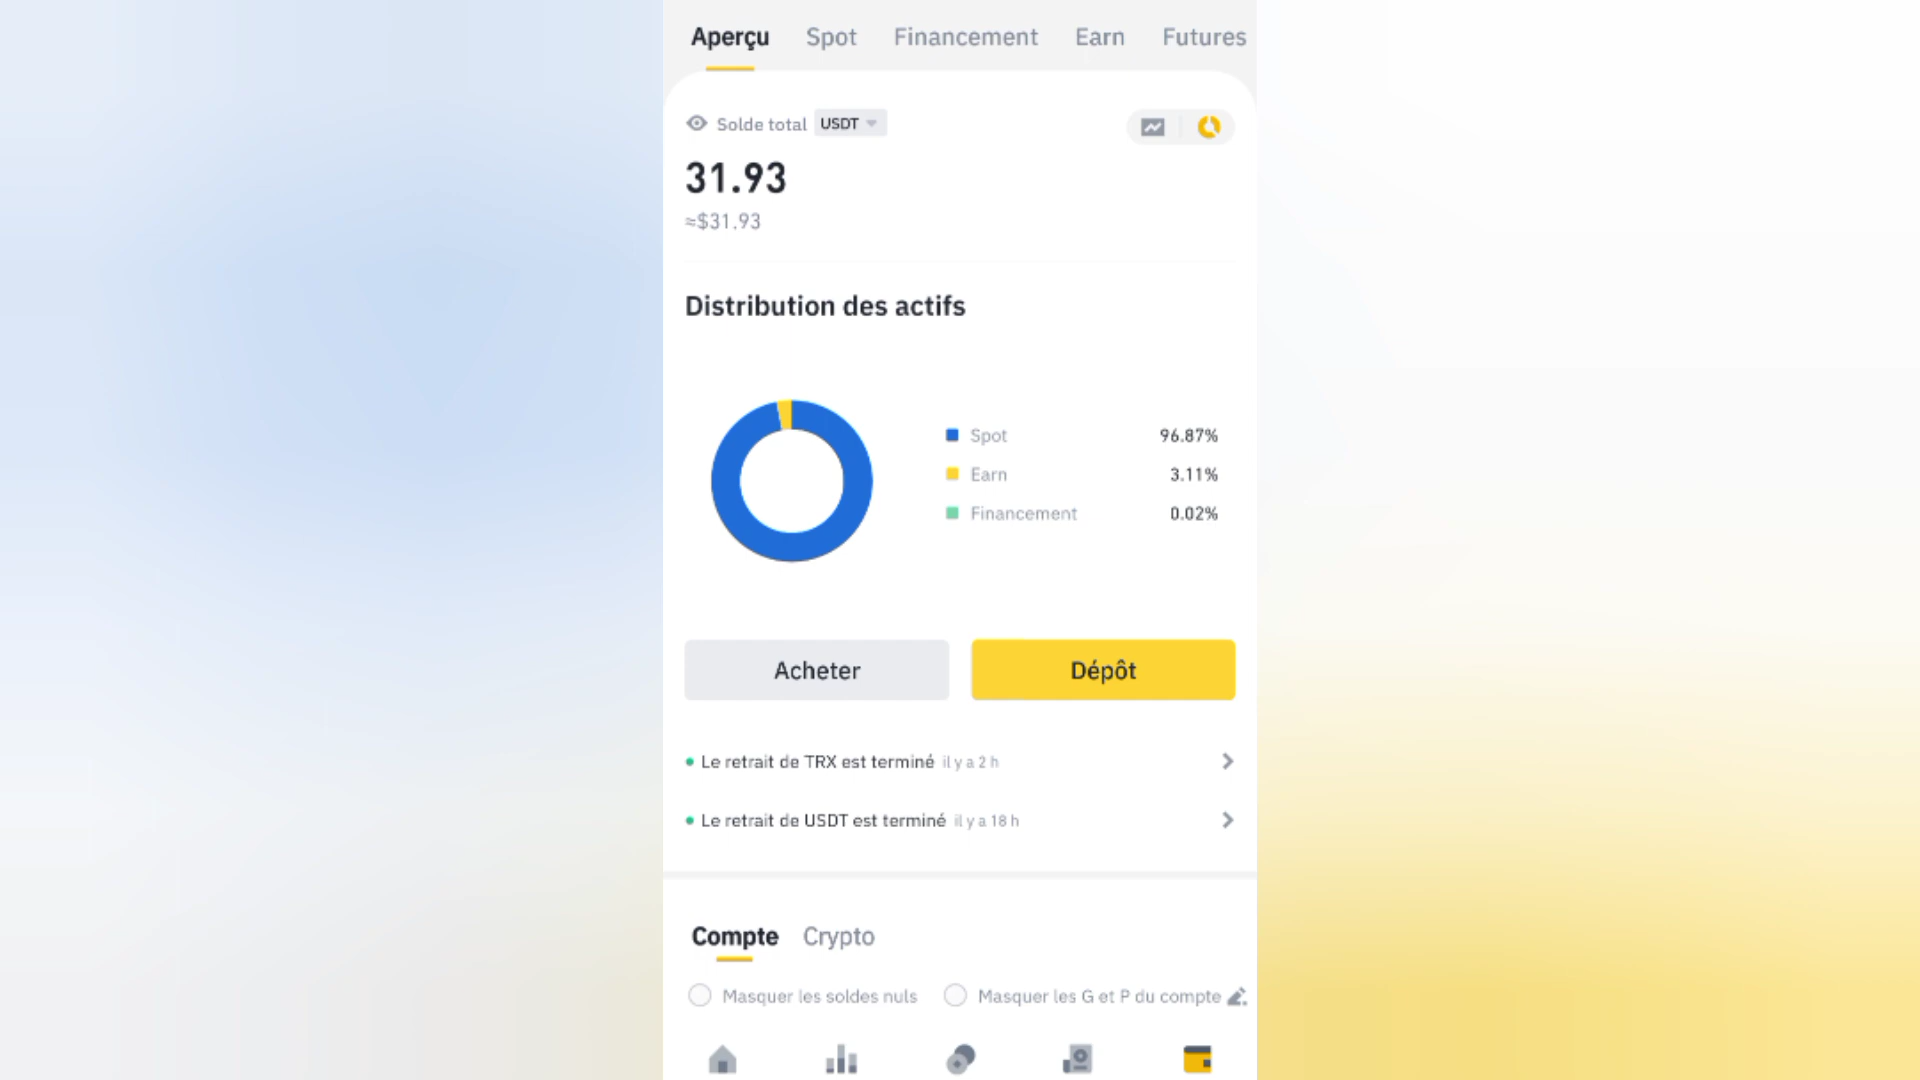 Aperçu Spot Financement Earn Futures
Solde total USDT
31.93
≈$31.93
Distribution des actifs
Spot 96.87%
Earn 3.11%
Financement 0.02%
Acheter Dépôt
Le retrait de TRX est terminé il y a 2 h
Le retrait de USDT est terminé il y a 18 h
Compte Crypto
Masquer les soldes nuls Masquer les G et P du compte